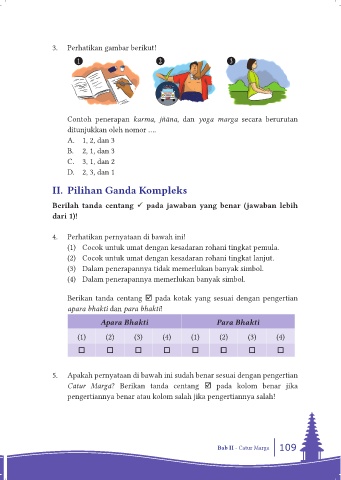 3. Perhatikan gambar berikut!
1 2 3
Contoh penerapan karma, jñāna, dan yoga marga secara berurutan
ditunjukkan oleh nomor ....
A. 1, 2, dan 3
B. 2, 1, dan 3
C. 3, 1, dan 2
D. 2, 3, dan 1
II. Pilihan Ganda Kompleks
Berilah tanda centang ✓ pada jawaban yang benar (jawaban lebih
dari 1)!
4. Perhatikan pernyataan di bawah ini!
(1) Cocok untuk umat dengan kesadaran rohani tingkat pemula.
(2) Cocok untuk umat dengan kesadaran rohani tingkat lanjut.
(3) Dalam penerapannya tidak memerlukan banyak simbol.
(4) Dalam penerapannya memerlukan banyak simbol.
Berikan tanda centang ☑ pada kotak yang sesuai dengan pengertian
apara bhakti dan para bhakti!
Apara Bhakti Para Bhakti
(1) (2) (3) (4) (1) (2) (3) (4)
☐ ☐ ☐ ☐ ☐ ☐ ☐ ☐
5. Apakah pernyataan di bawah ini sudah benar sesuai dengan pengertian
Catur Marga? Berikan tanda centang ☑ pada kolom benar jika
pengertiannya benar atau kolom salah jika pengertiannya salah!
Bab II - Catur Marga 109